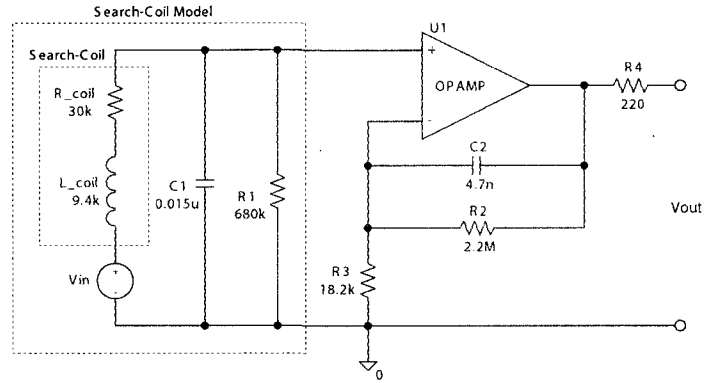 Search-Coil Model
Search-Coil
R_coil
30k
L_coil
9.4k
Vin
+
-
C1
0.015u
R1
680k
U1
+
OPAMP
-
C2
4.7n
R2
2.2M
R3
18.2k
R4
220
Vout
0